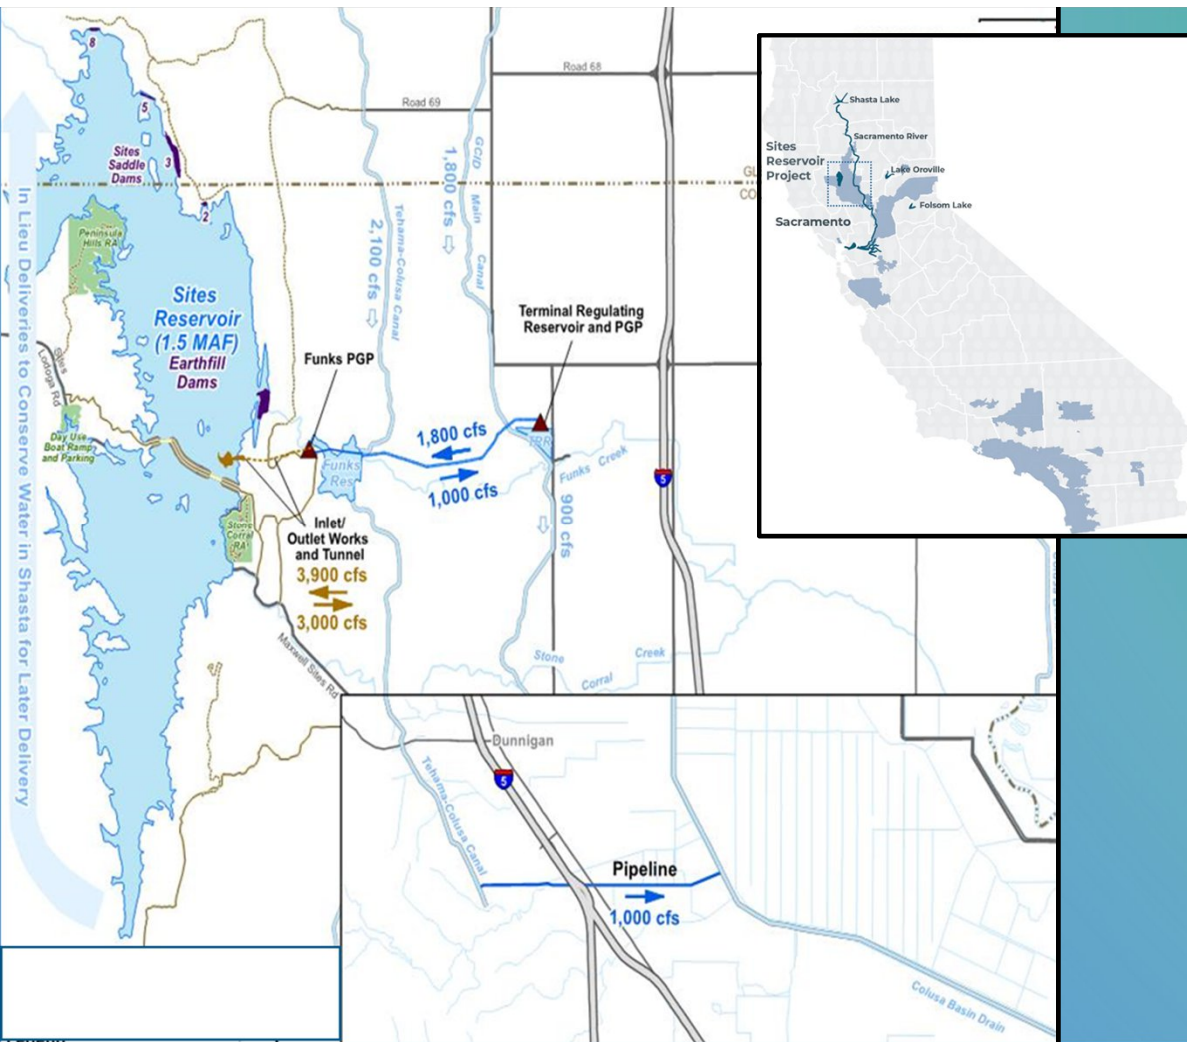 8
5
Sites
Saddle
Dams
3
2
Road 68
Road 69
GCID Main Canal
1,800 cfs
Tehama-Colusa Canal
2,100 cfs
In Lieu Deliveries to Conserve Water in Shasta for Later Delivery
Peninsula
Hills RA
Sites
Reservoir
(1.5 MAF)
Earthfill
Dams
Sites
Lodoga Rd
Day Use
Boat Ramp
and Parking
Funks PGP
Terminal Regulating
Reservoir and PGP
TRR
1,800 cfs
1,000 cfs
Funks
Res
Funks Creek
900 cfs
5
Stone
Corral
RA
Inlet/
Outlet Works
and Tunnel
3,900 cfs
3,000 cfs
Maxwell Sites Rd
Stone
Corral
Creek
Shasta Lake
Sacramento River
Sites
Reservoir
Project
Lake Oroville
Folsom Lake
Sacramento
GL
CO
Dunnigan
5
Tehama-Colusa Canal
Pipeline
1,000 cfs
Colusa Basin Drain